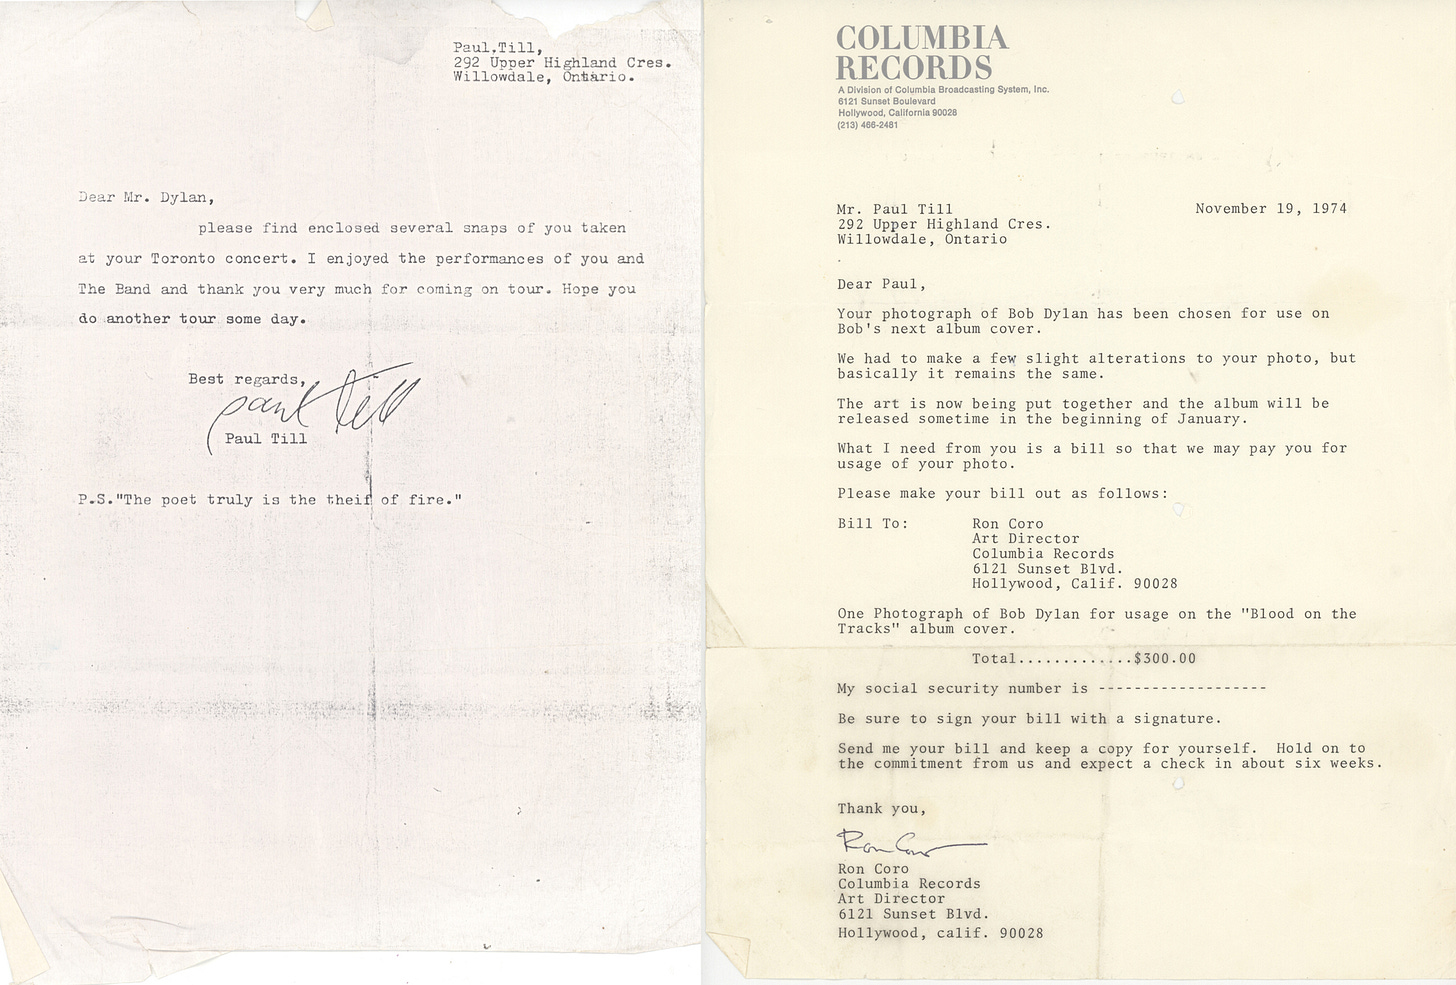 Paul,Till,
292 Upper Highland Cres.
Willowdale, Ontario.
Dear Mr. Dylan,
please find enclosed several snaps of you taken
at your Toronto concert. I enjoyed the performances of you and
The Band and thank you very much for coming on tour. Hope you
do another tour some day.
Best regards,
paul till
Paul Till
P.S."The poet truly is the theif of fire."
COLUMBIA
RECORDS
A Division of Columbia Broadcasting System, Inc.
6121 Sunset Boulevard
Hollywood, California 90028
(213) 466-2481
Mr. Paul Till November 19, 1974
292 Upper Highland Cres.
Willowdale, Ontario
Dear Paul,
Your photograph of Bob Dylan has been chosen for use on
Bob's next album cover.
We had to make a few slight alterations to your photo, but
basically it remains the same.
The art is now being put together and the album will be
released sometime in the beginning of January.
What I need from you is a bill so that we may pay you for
usage of your photo.
Please make your bill out as follows:
Bill To: Ron Coro
Art Director
Columbia Records
6121 Sunset Blvd.
Hollywood, Calif. 90028
One Photograph of Bob Dylan for usage on the "Blood on the
Tracks" album cover.
Total.............$300.00
My social security number is -------------------
Be sure to sign your bill with a signature.
Send me your bill and keep a copy for yourself. Hold on to
the commitment from us and expect a check in about six weeks.
Thank you,
Ron Coro
Ron Coro
Columbia Records
Art Director
6121 Sunset Blvd.
Hollywood, calif. 90028